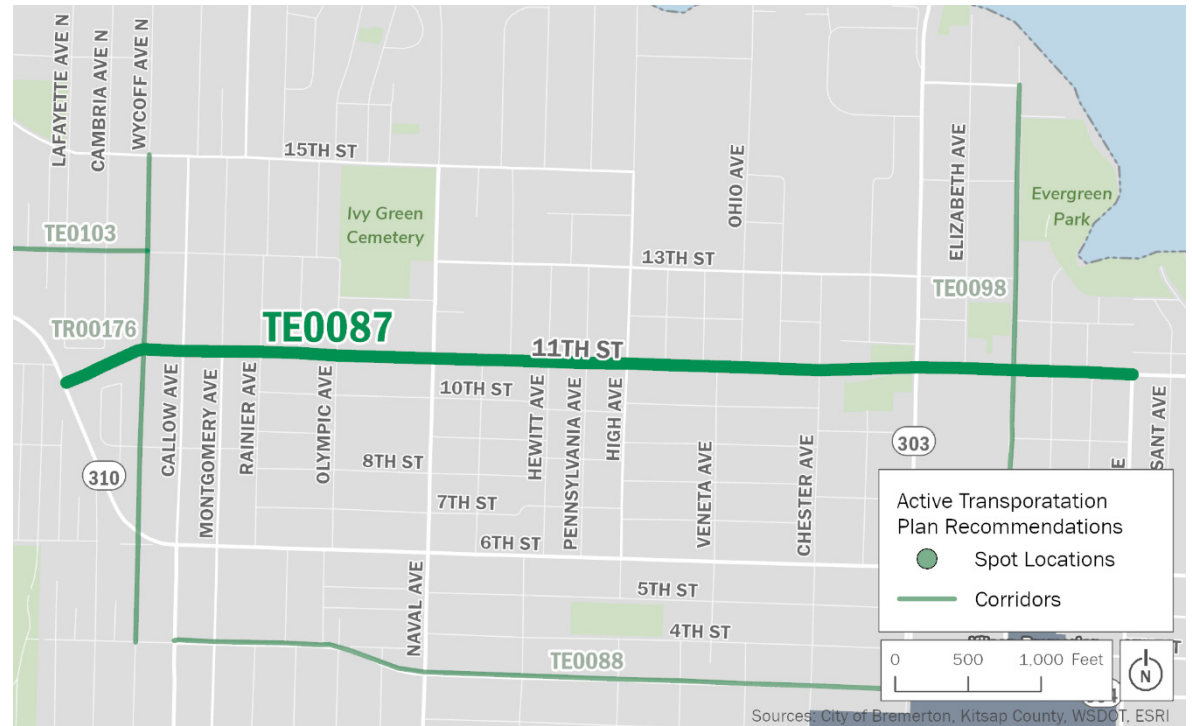 LAFAYETTE AVE N
CAMBRIA AVE N
WYCOFF AVE N
15TH ST
OHIO AVE
ELIZABETH AVE
Ivy Green
Cemetery
Evergreen
Park
TE0103
13TH ST
TE0098
TR00176
TE0087
11TH ST
CALLOW AVE
MONTGOMERY AVE
RAINIER AVE
OLYMPIC AVE
10TH ST
HEWITT AVE
PENNSYLVANIA AVE
HIGH AVE
VENETA AVE
CHESTER AVE
303
SANT AVE
E
310
8TH ST
7TH ST
6TH ST
NAVAL AVE
5TH ST
4TH ST
TE0088
Active Transporatation
Plan Recommendations
Spot Locations
Corridors
0 500 1,000 Feet
N
Sources: City of Bremerton, Kitsap County, WSDOT, ESRI